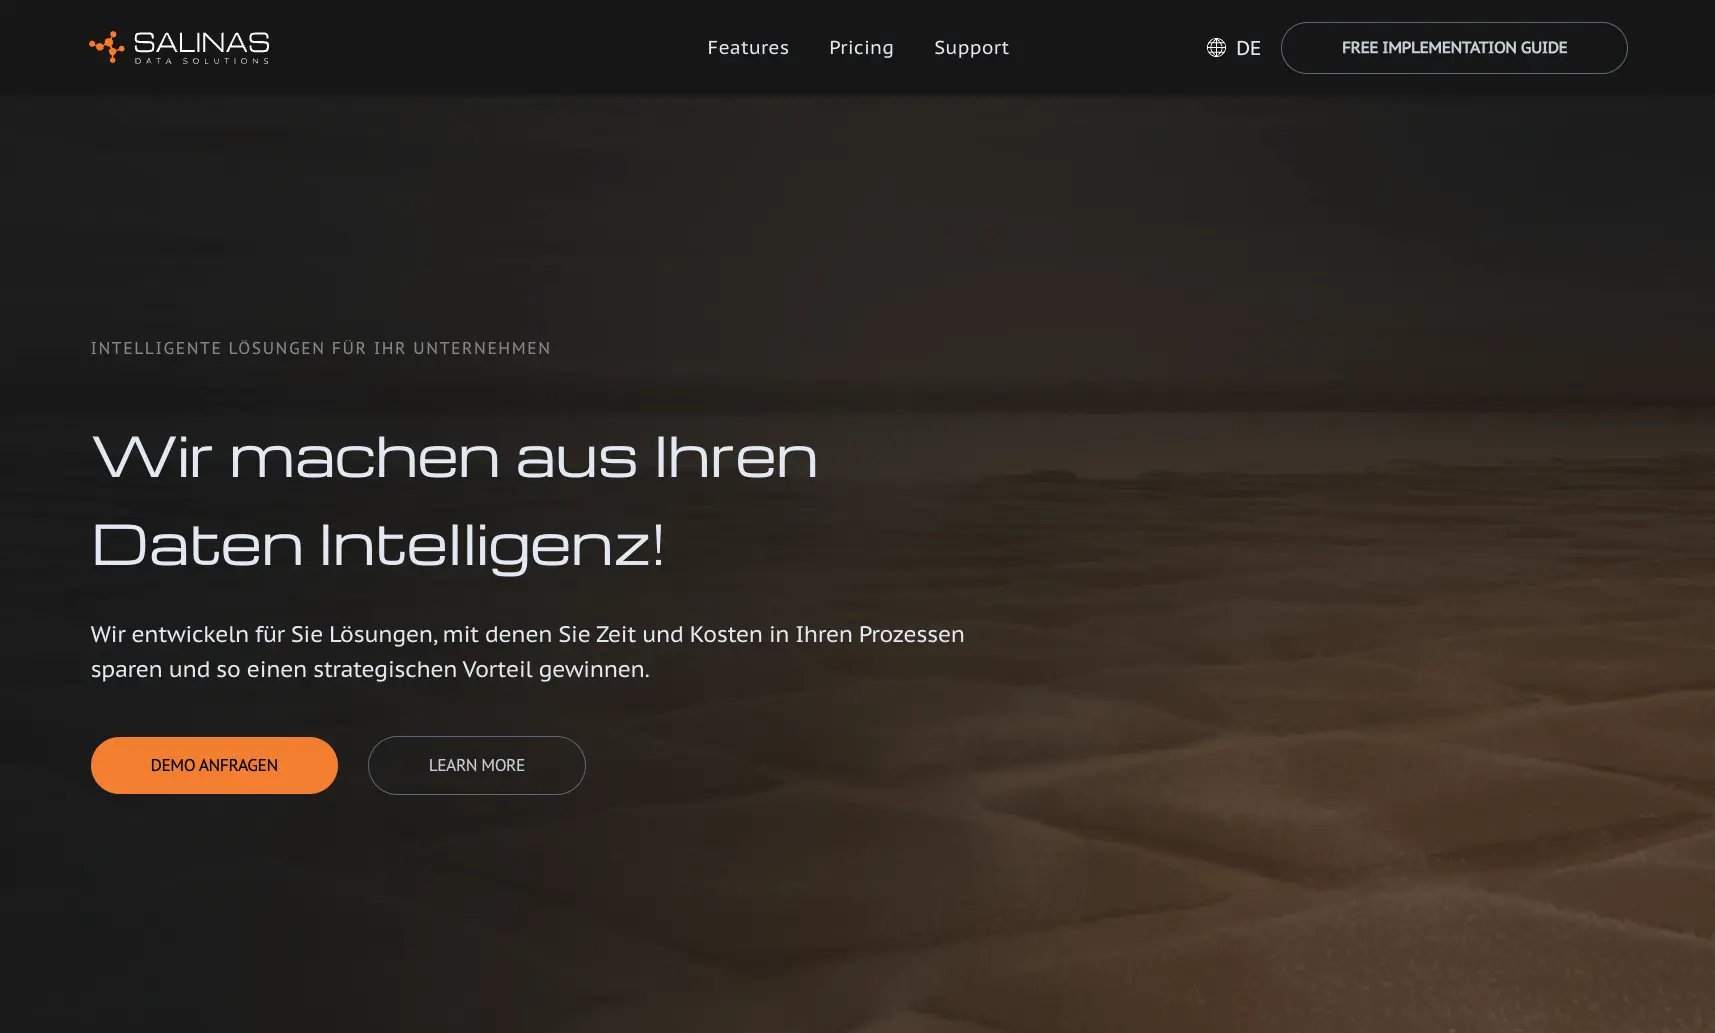 SALINAS
DATA SOLUTIONS
Features
Pricing
Support
DE
FREE IMPLEMENTATION GUIDE
INTELLIGENTE LÖSUNGEN FÜR IHR UNTERNEHMEN
Wir machen aus Ihren
Daten Intelligenz!
Wir entwickeln für Sie Lösungen, mit denen Sie Zeit und Kosten in Ihren Prozessen
sparen und so einen strategischen Vorteil gewinnen.
DEMO ANFRAGEN
LEARN MORE